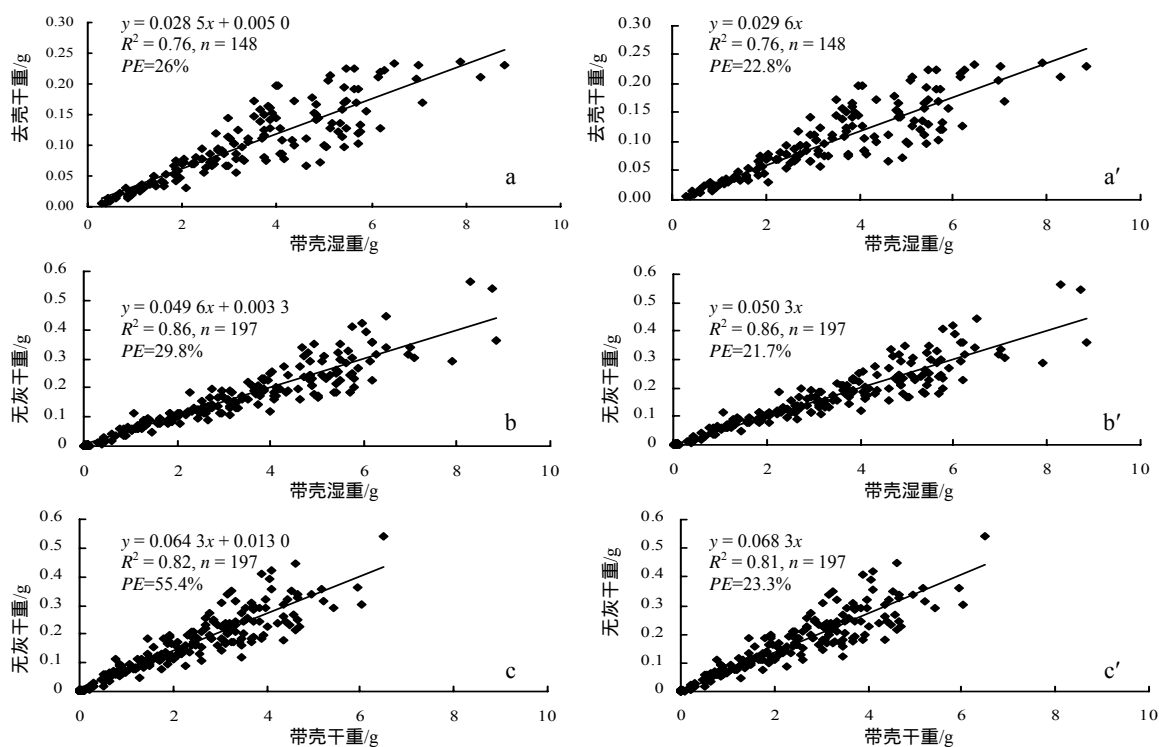 y = 0.028 5x + 0.005 0
R² = 0.76, n = 148
PE=26%
去壳干重/g
0.30
0.25
0.20
0.15
0.10
0.05
0.00
0 2 4 6 8 10
带壳湿重/g
a
y = 0.029 6x
R² = 0.76, n = 148
PE=22.8%
去壳干重/g
0.30
0.25
0.20
0.15
0.10
0.05
0.00
0 2 4 6 8 10
带壳湿重/g
a′
y = 0.049 6x + 0.003 3
R² = 0.86, n = 197
PE=29.8%
无灰干重/g
0.6
0.5
0.4
0.3
0.2
0.1
0
0 2 4 6 8 10
带壳湿重/g
b
y = 0.050 3x
R² = 0.86, n = 197
PE=21.7%
无灰干重/g
0.6
0.5
0.4
0.3
0.2
0.1
0
0 2 4 6 8 10
带壳湿重/g
b′
y = 0.064 3x + 0.013 0
R² = 0.82, n = 197
PE=55.4%
无灰干重/g
0.6
0.5
0.4
0.3
0.2
0.1
0
0 2 4 6 8 10
带壳干重/g
c
y = 0.068 3x
R² = 0.81, n = 197
PE=23.3%
无灰干重/g
0.6
0.5
0.4
0.3
0.2
0.1
0
0 2 4 6 8 10
带壳干重/g
c′